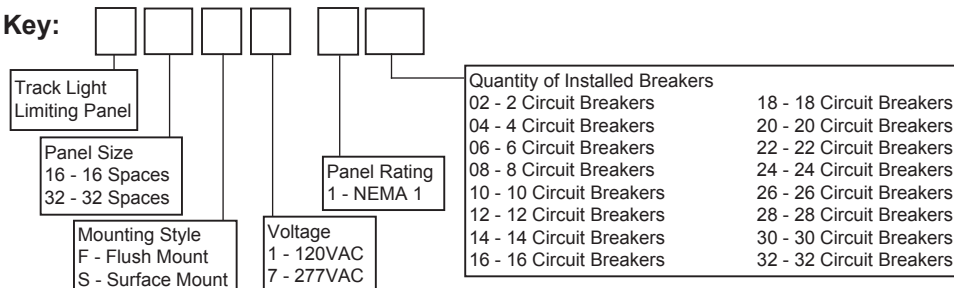 Key:
Track Light
Limiting Panel
Panel Size
16 - 16 Spaces
32 - 32 Spaces
Mounting Style
F - Flush Mount
S - Surface Mount
Voltage
1 - 120VAC
7 - 277VAC
Panel Rating
1 - NEMA 1
Quantity of Installed Breakers
02 - 2 Circuit Breakers
04 - 4 Circuit Breakers
06 - 6 Circuit Breakers
08 - 8 Circuit Breakers
10 - 10 Circuit Breakers
12 - 12 Circuit Breakers
14 - 14 Circuit Breakers
16 - 16 Circuit Breakers
18 - 18 Circuit Breakers
20 - 20 Circuit Breakers
22 - 22 Circuit Breakers
24 - 24 Circuit Breakers
26 - 26 Circuit Breakers
28 - 28 Circuit Breakers
30 - 30 Circuit Breakers
32 - 32 Circuit Breakers